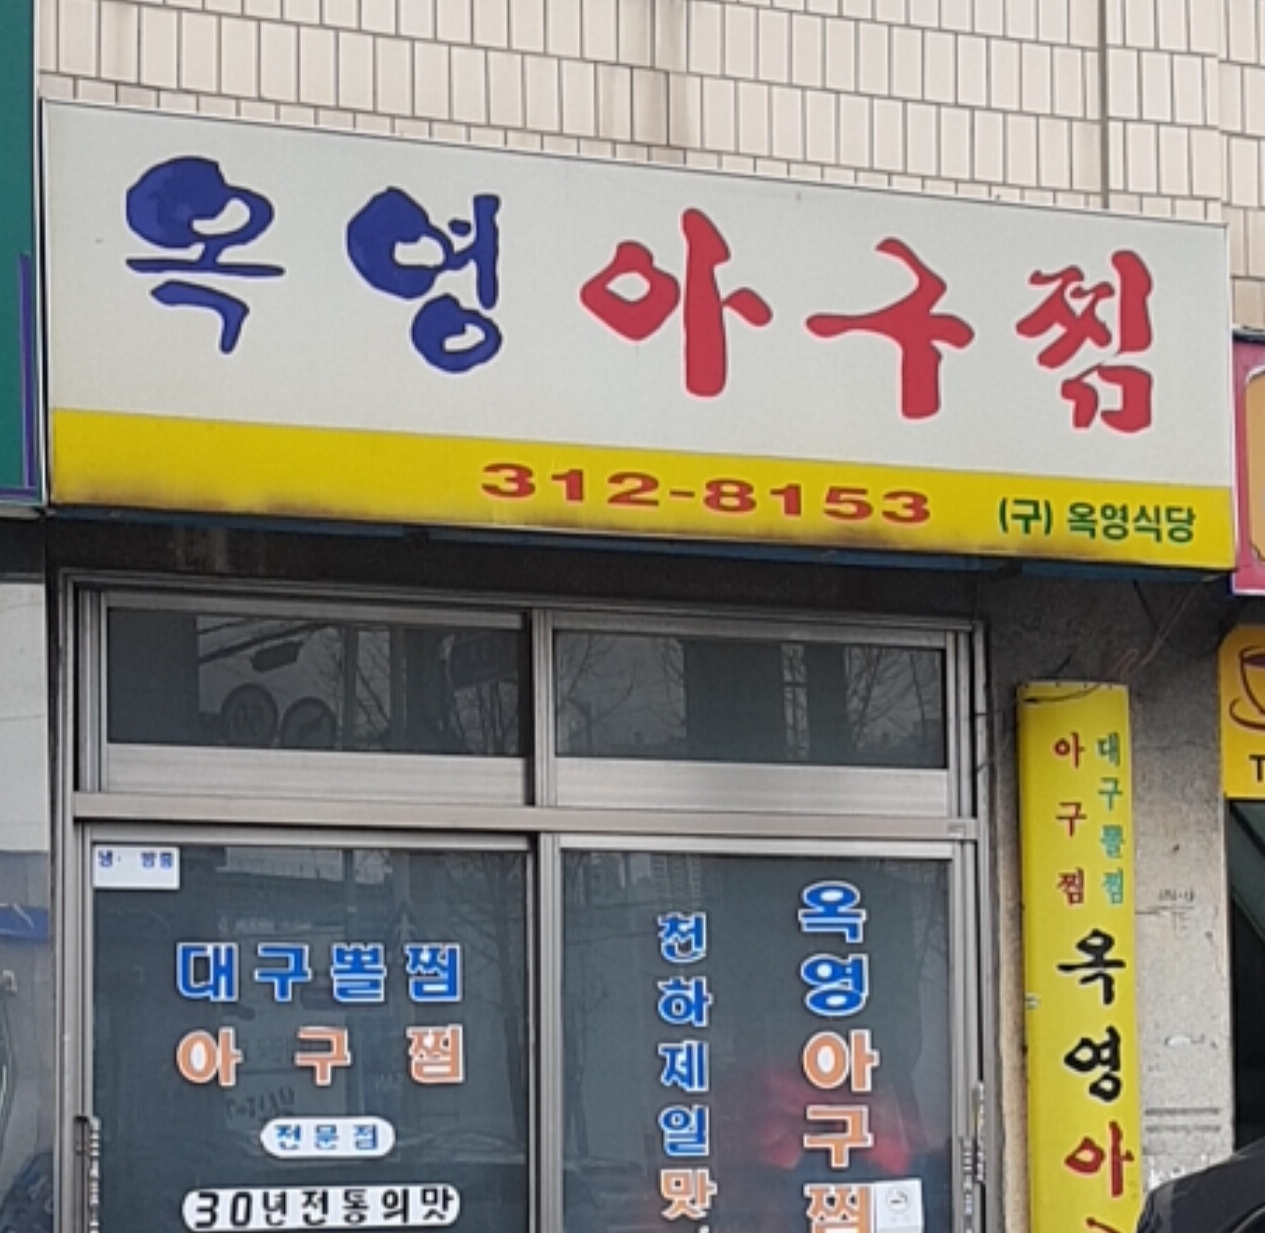 옥영아구찜
312-8153 (구) 옥영식당
냉· 방중
대구뽈찜
아구찜
전문점
30년전통의맛
천하제일맛
옥영아구찜
대구뽈찜
아구찜
옥영아